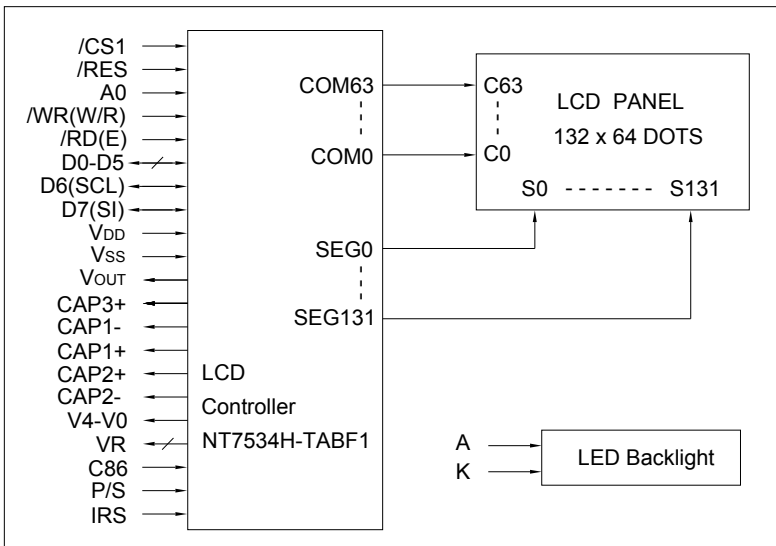 /CS1
/RES
A0
/WR(W/R)
/RD(E)
D0-D5
D6(SCL)
D7(SI)
VDD
VSS
VOUT
CAP3+
CAP1-
CAP1+
CAP2+
CAP2-
V4-V0
VR
C86
P/S
IRS
COM63
COM0
SEG0
SEG131
LCD
Controller
NT7534H-TABF1
C63
LCD PANEL
132 x 64 DOTS
C0
S0 S131
A
K
LED Backlight